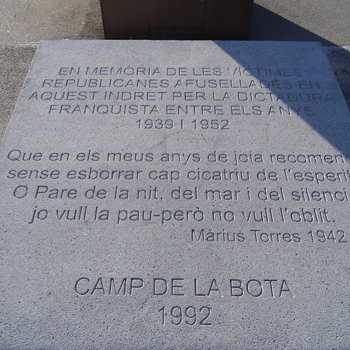 EN MEMÒRIA DE LES VÍCTIMES
REPUBLICANES AFUSELLADES EN
AQUEST INDRET PER LA DICTADURA
FRANQUISTA ENTRE ELS ANYS
1939 I 1952
Que en els meus anys de joia recomenc
sense esborrar cap cicatriu de l'esperit
O Pare de la nit, del mar i del silenci
jo vull la pau-però no vull l'oblit.
Màrius Torres 1942
CAMP DE LA BOTA
1992